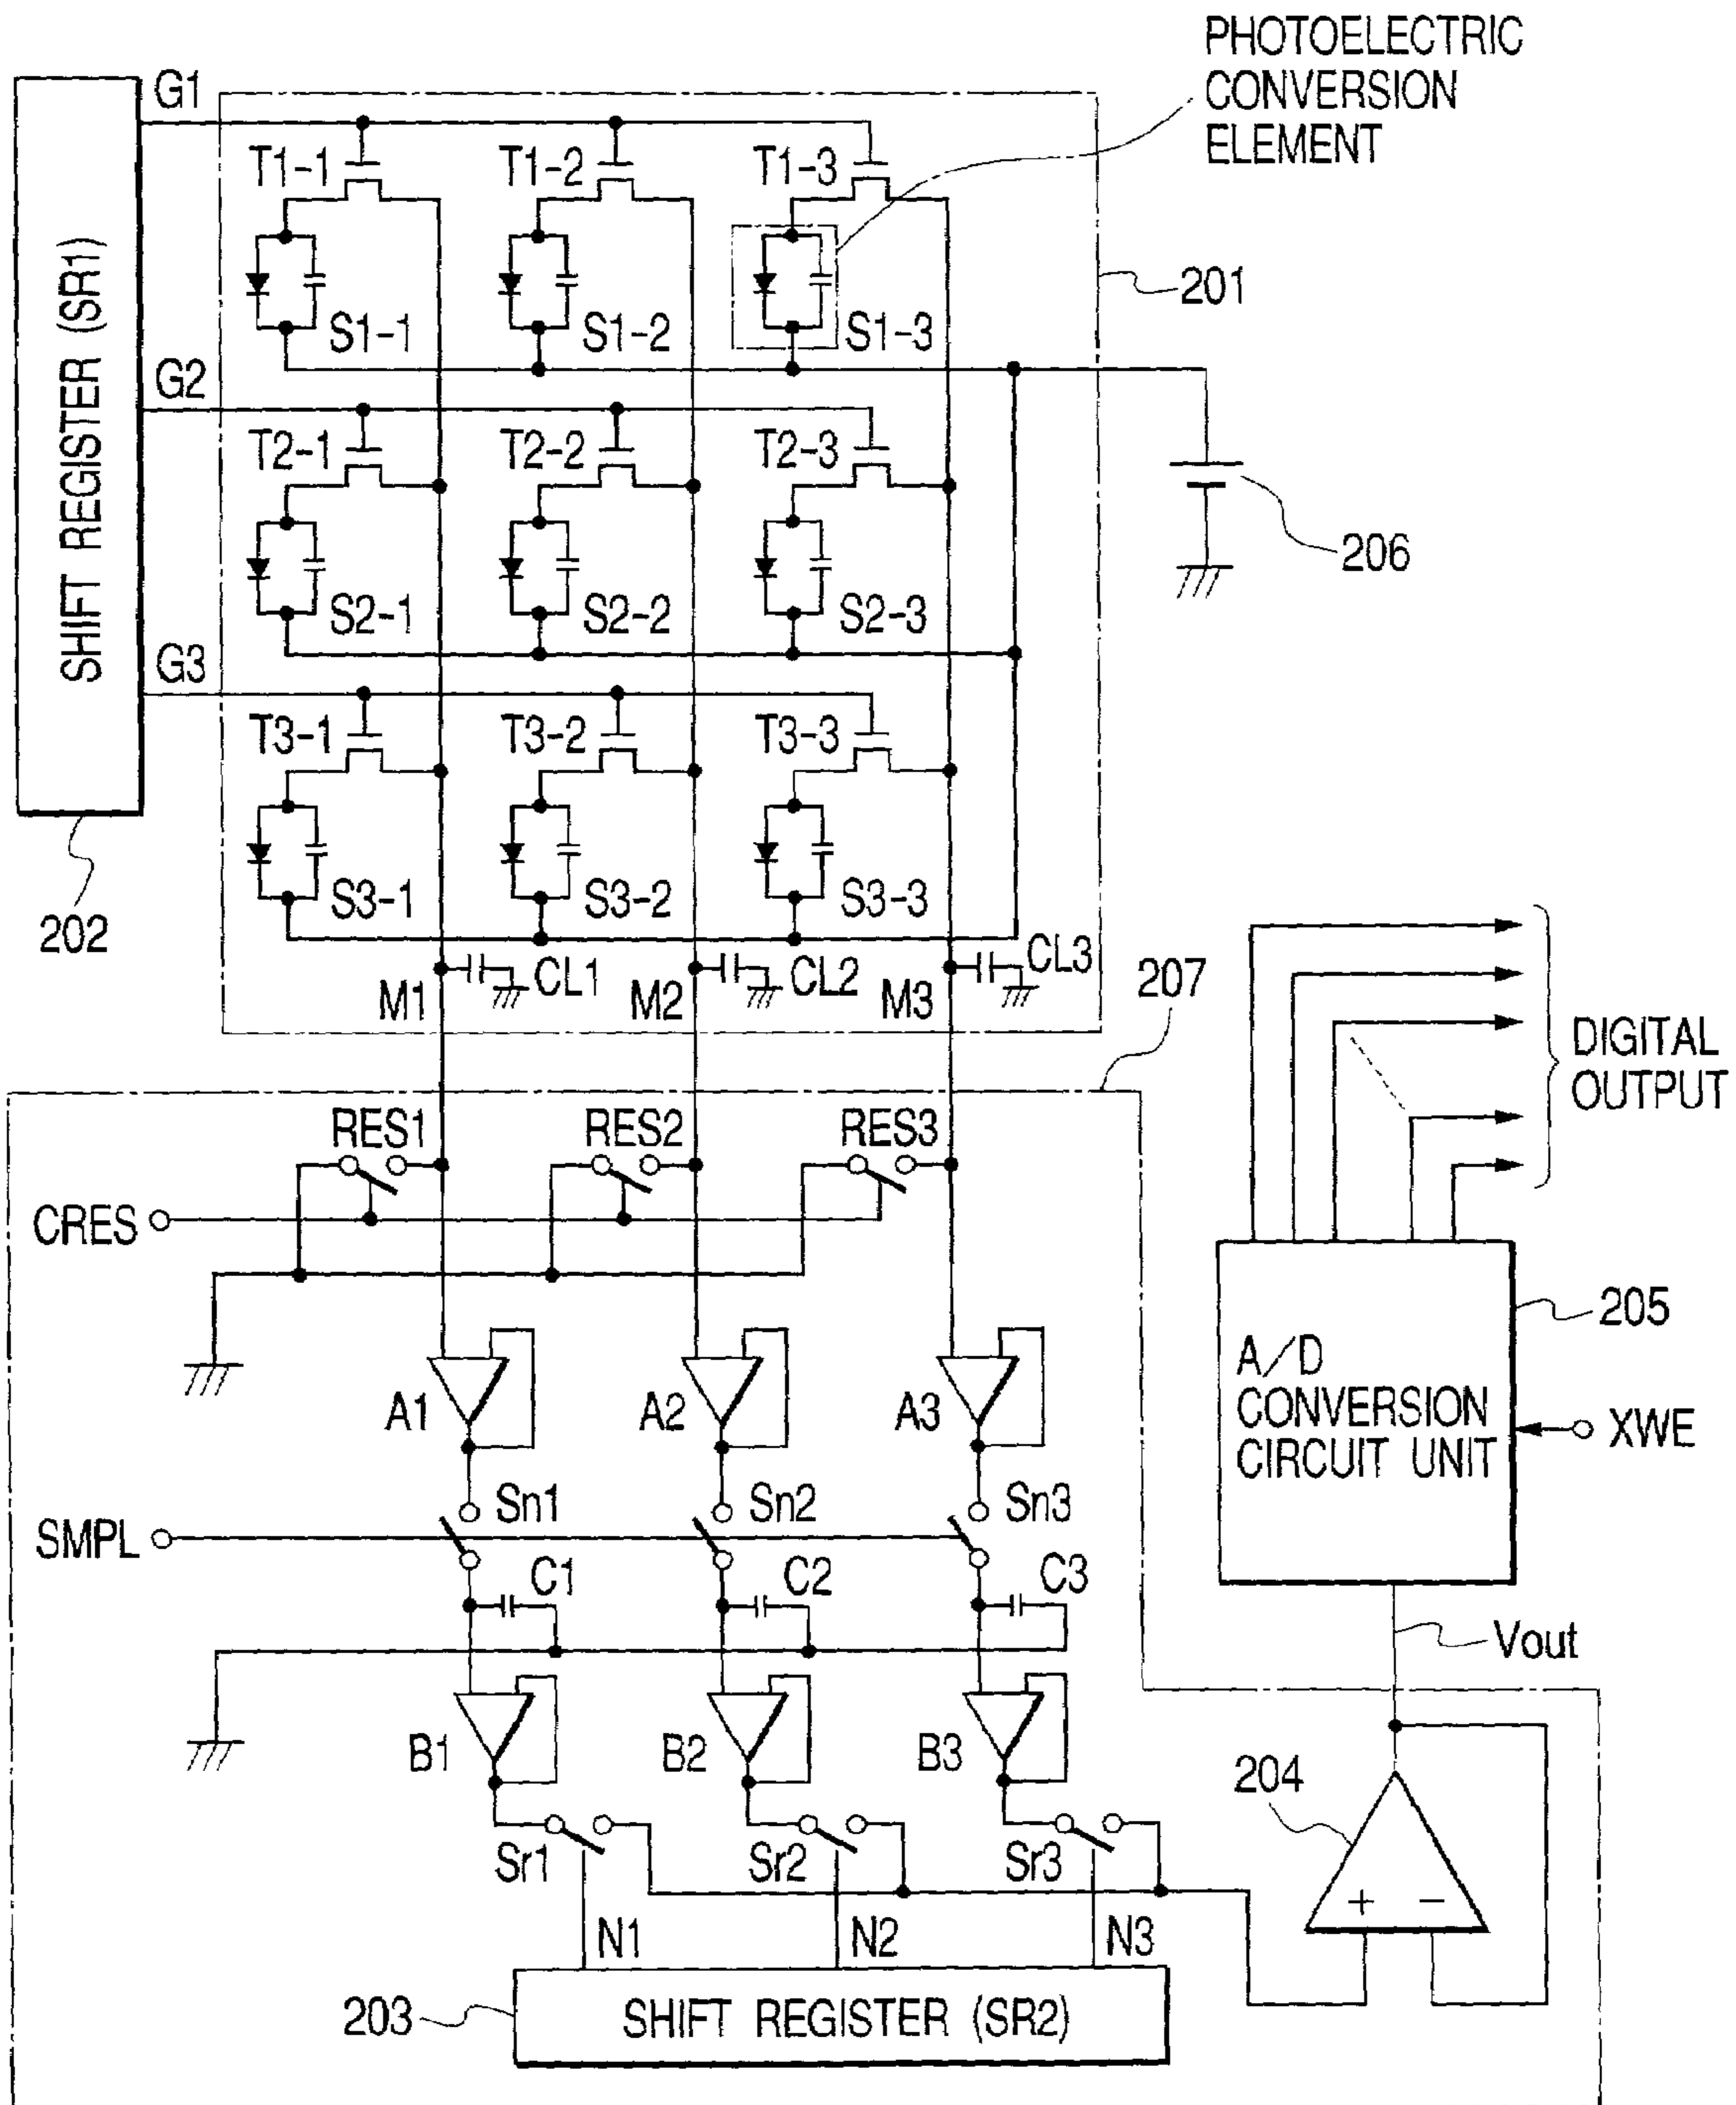 PHOTOELECTRIC
CONVERSION
ELEMENT
G1
T1-1
T1-2
T1-3
SHIFT REGISTER (SR1)
S1-1
S1-2
S1-3
201
G2
T2-1
T2-2
T2-3
206
S2-1
S2-2
S2-3
G3
T3-1
T3-2
T3-3
S3-1
S3-2
S3-3
202
CL1
CL2
CL3
M1
M2
M3
207
DIGITAL
OUTPUT
RES1
RES2
RES3
CRES
205
A/D
CONVERSION
CIRCUIT UNIT
XWE
A1
A2
A3
Sn1
Sn2
Sn3
SMPL
C1
C2
C3
Vout
B1
B2
B3
204
Sr1
Sr2
Sr3
+ −
N1
N2
N3
203
SHIFT REGISTER (SR2)